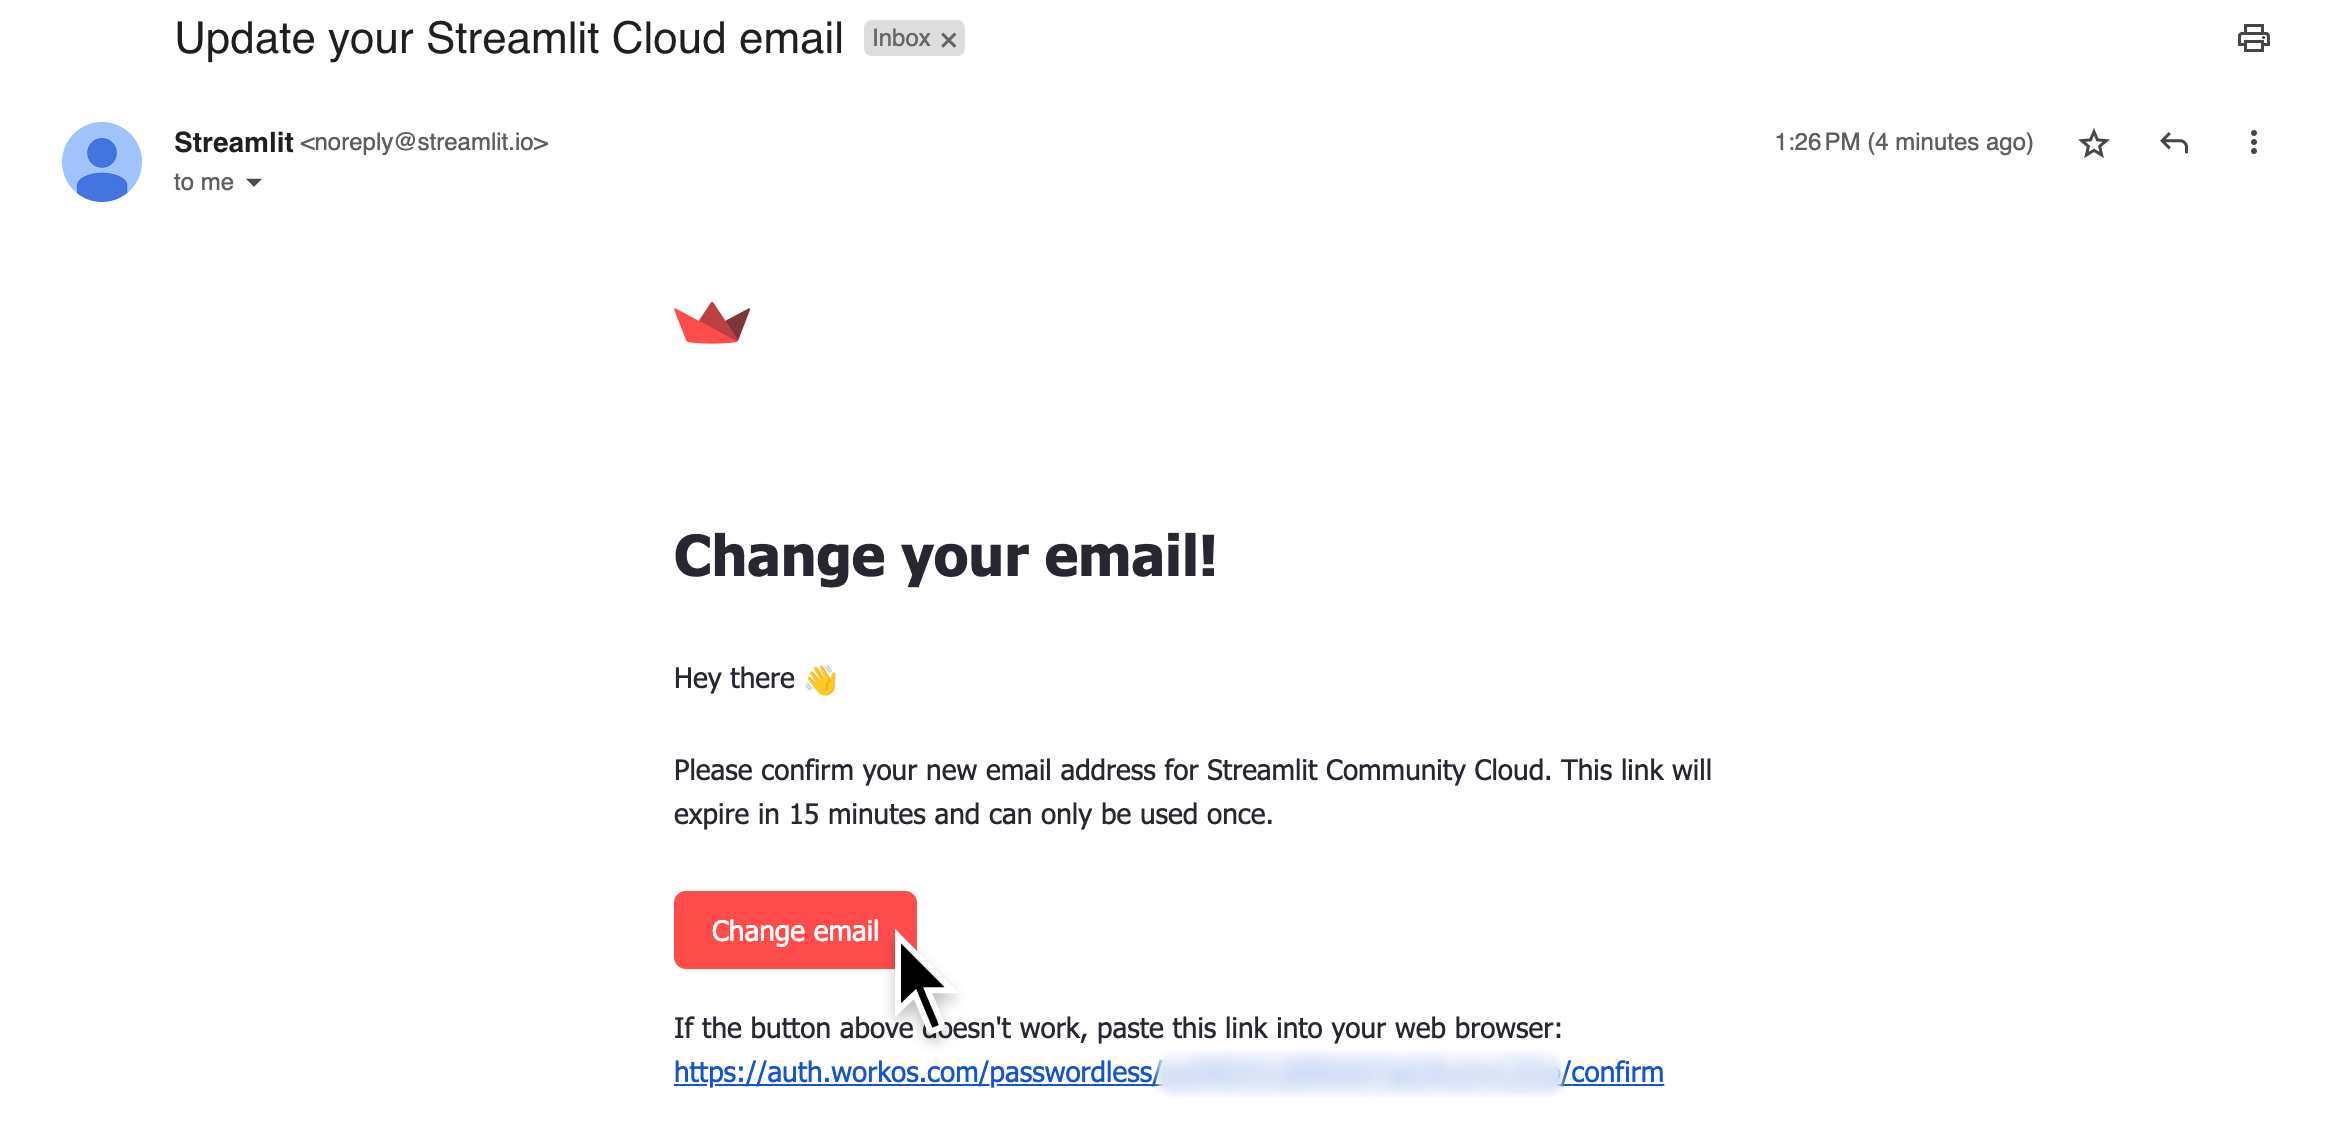 Update your Streamlit Cloud email Inbox ×
Streamlit <noreply@streamlit.io> 1:26 PM (4 minutes ago)
to me
Change your email!
Hey there 👋
Please confirm your new email address for Streamlit Community Cloud. This link will
expire in 15 minutes and can only be used once.
Change email
If the button above doesn't work, paste this link into your web browser:
https://auth.workos.com/passwordless/ /confirm